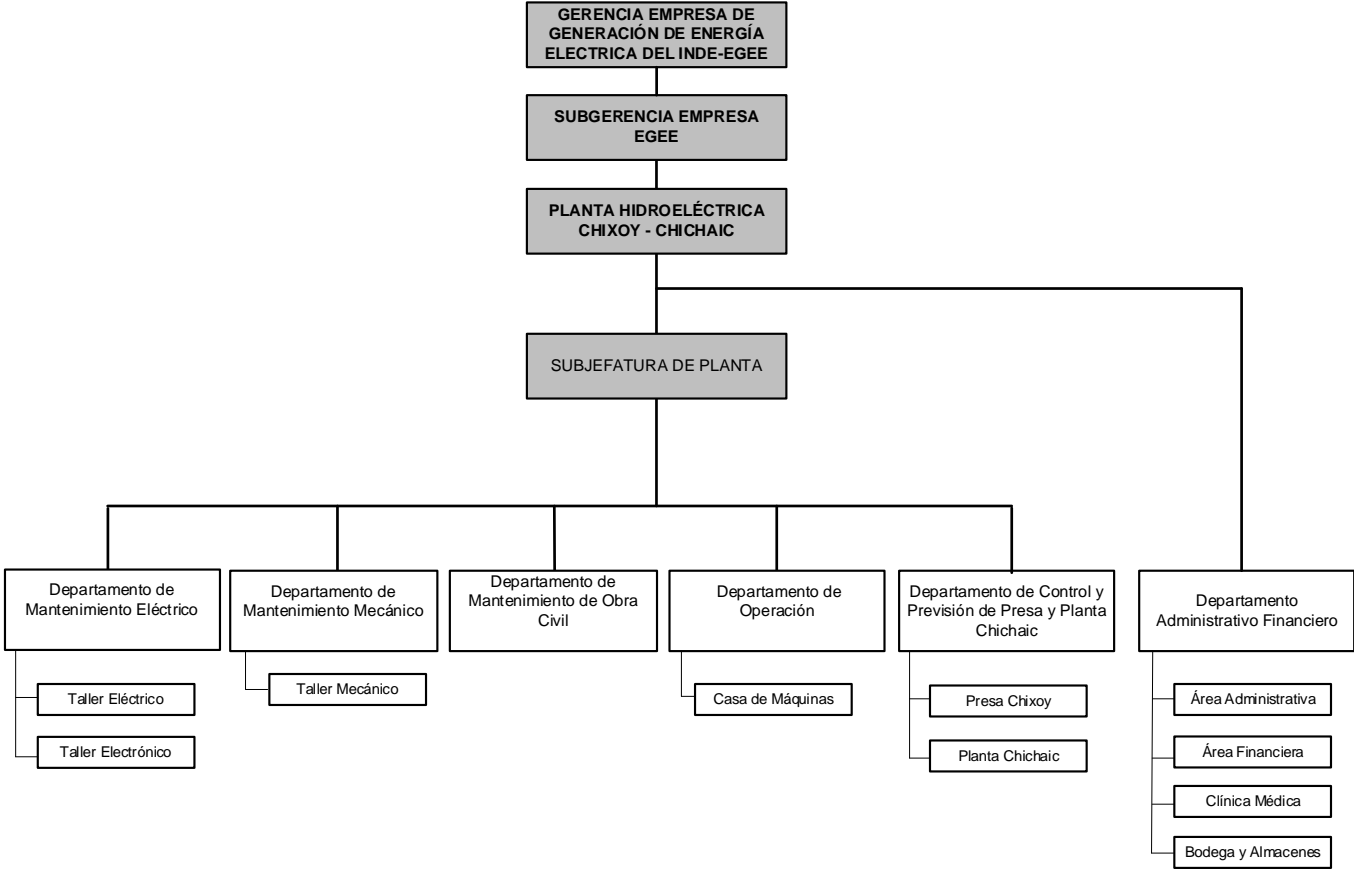 GERENCIA EMPRESA DE
GENERACIÓN DE ENERGÍA
ELECTRICA DEL INDE-EGEE
SUBGERENCIA EMPRESA
EGEE
PLANTA HIDROELÉCTRICA
CHIXOY - CHICHAIC
SUBJEFATURA DE PLANTA
Departamento de
Mantenimiento Eléctrico
Taller Eléctrico
Taller Electrónico
Departamento de
Mantenimiento Mecánico
Taller Mecánico
Departamento de
Mantenimiento de Obra
Civil
Departamento de
Operación
Casa de Máquinas
Departamento de Control y
Previsión de Presa y Planta
Chichaic
Presa Chixoy
Planta Chichaic
Departamento
Administrativo Financiero
Área Administrativa
Área Financiera
Clínica Médica
Bodega y Almacenes